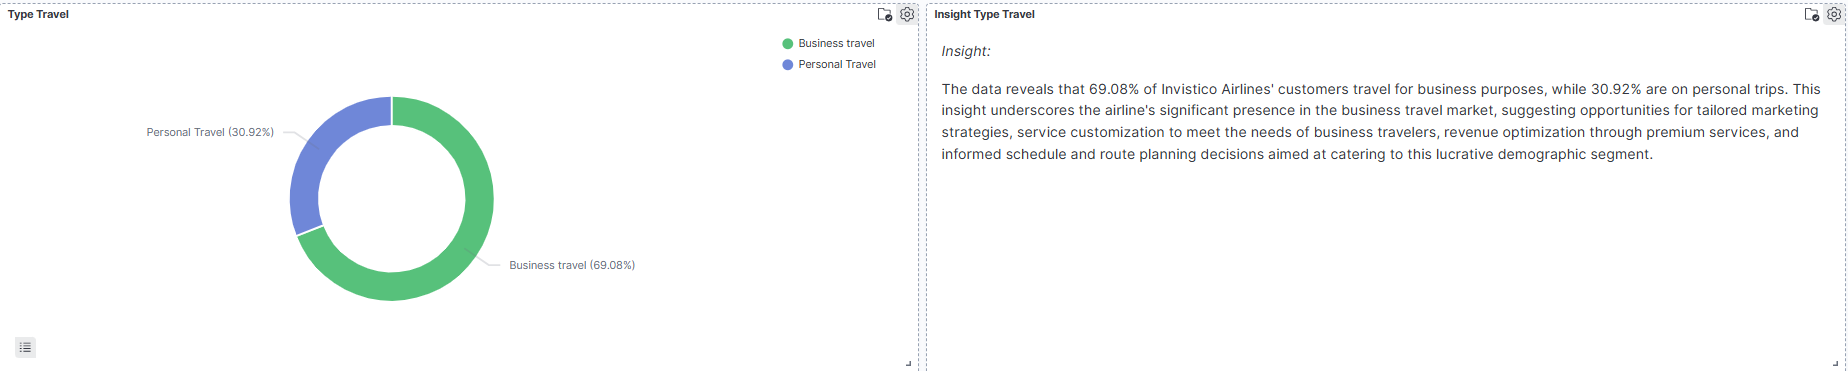 Type Travel
Business travel
Personal Travel
Personal Travel (30.92%)
Business travel (69.08%)
Insight Type Travel
Insight:
The data reveals that 69.08% of Invistico Airlines' customers travel for business purposes, while 30.92% are on personal trips. This
insight underscores the airline's significant presence in the business travel market, suggesting opportunities for tailored marketing
strategies, service customization to meet the needs of business travelers, revenue optimization through premium services, and
informed schedule and route planning decisions aimed at catering to this lucrative demographic segment.